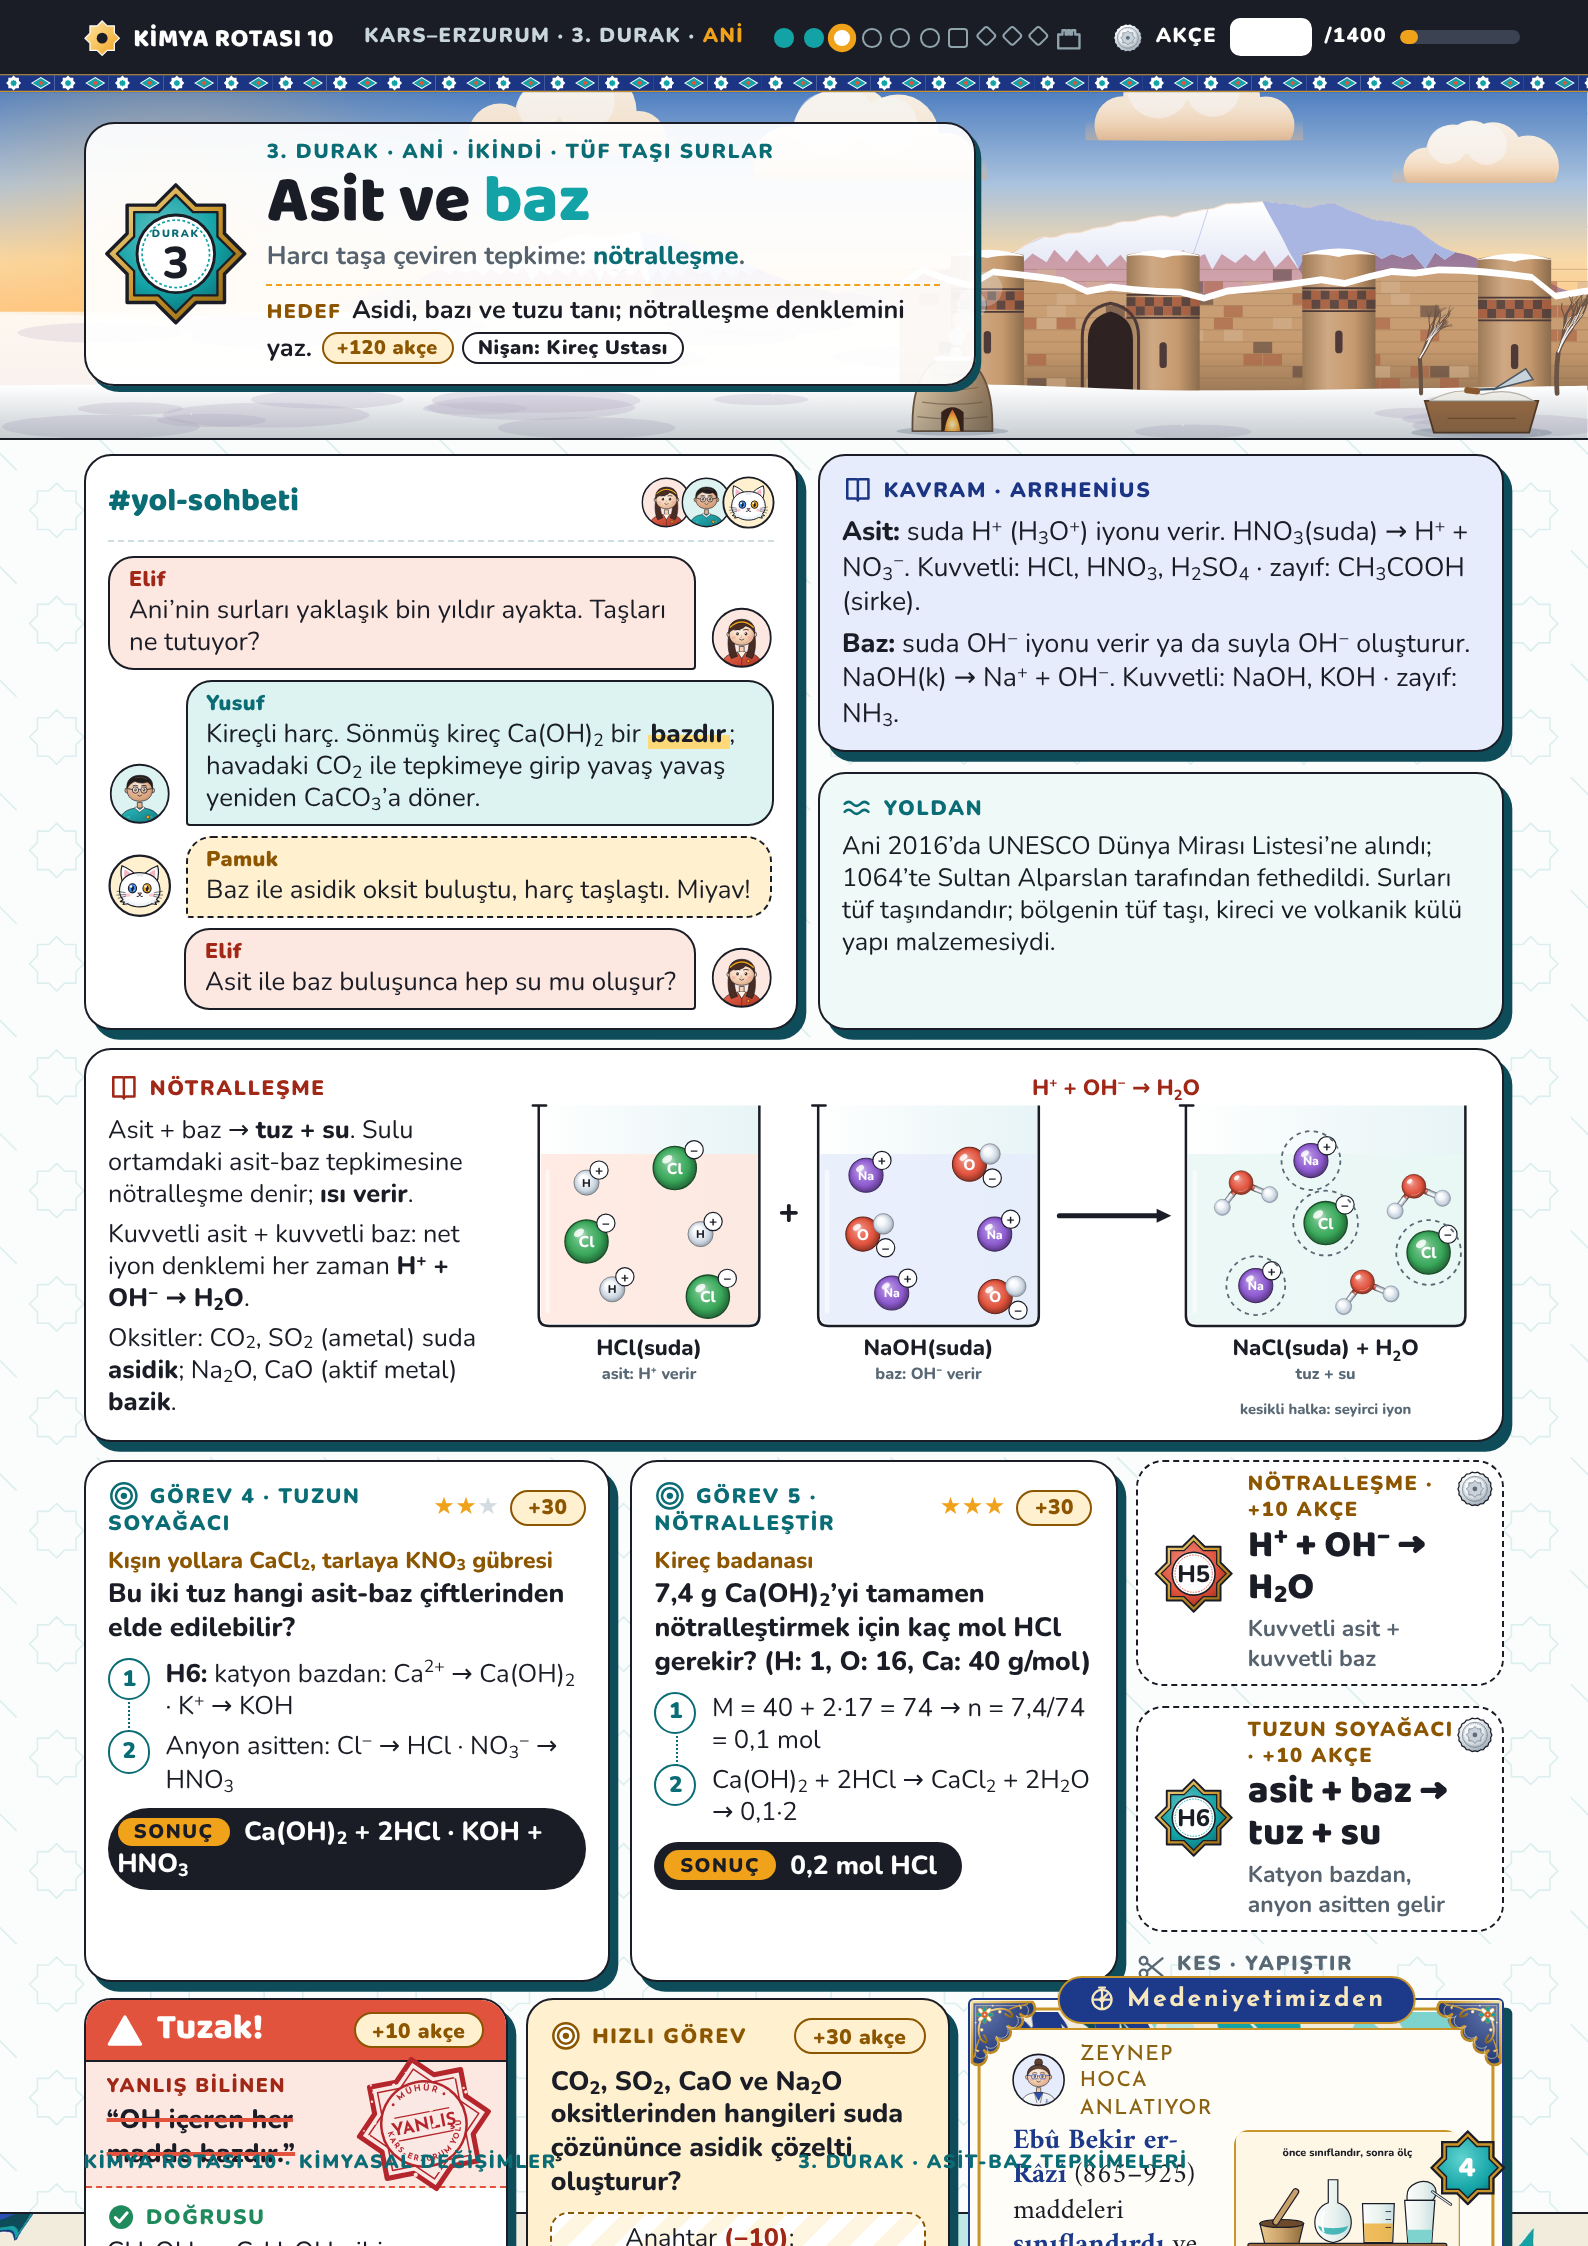 KİMYA ROTASI 10
KARS–ERZURUM · 3. DURAK · ANİ
AKÇE /1400
3. DURAK · ANİ · İKİNDİ · TÜF TAŞI SURLAR
Asit ve baz
DURAK
3
Harcı taşa çeviren tepkime: nötralleşme.
HEDEF Asidi, bazı ve tuzu tanı; nötralleşme denklemini
yaz. +120 akçe Nişan: Kireç Ustası
#yol-sohbeti
Elif
Ani’nin surları yaklaşık bin yıldır ayakta. Taşları
ne tutuyor?
Yusuf
Kireçli harç. Sönmüş kireç Ca(OH)₂ bir bazdır;
havadaki CO₂ ile tepkimeye girip yavaş yavaş
yeniden CaCO₃’a döner.
Pamuk
Baz ile asidik oksit buluştu, harç taşlaştı. Miyav!
Elif
Asit ile baz buluşunca hep su mu oluşur?
KAVRAM · ARRHENİUS
Asit: suda H⁺ (H₃O⁺) iyonu verir. HNO₃(suda) → H⁺ +
NO₃⁻. Kuvvetli: HCl, HNO₃, H₂SO₄ · zayıf: CH₃COOH
(sirke).
Baz: suda OH⁻ iyonu verir ya da suyla OH⁻ oluşturur.
NaOH(k) → Na⁺ + OH⁻. Kuvvetli: NaOH, KOH · zayıf:
NH₃.
YOLDAN
Ani 2016’da UNESCO Dünya Mirası Listesi’ne alındı;
1064’te Sultan Alparslan tarafından fethedildi. Surları
tüf taşındandır; bölgenin tüf taşı, kireci ve volkanik külü
yapı malzemesiydi.
NÖTRALLEŞME
Asit + baz → tuz + su. Sulu
ortamdaki asit-baz tepkimesine
nötralleşme denir; ısı verir.
Kuvvetli asit + kuvvetli baz: net
iyon denklemi her zaman H⁺ +
OH⁻ → H₂O.
Oksitler: CO₂, SO₂ (ametal) suda
asidik; Na₂O, CaO (aktif metal)
bazik.
H⁺ + OH⁻ → H₂O
H + Cl − Cl − H + H + Cl −
+
Na + O − O − Na + Na + O −
Na + Cl − Cl − Na +
HCl(suda)
asit: H⁺ verir
NaOH(suda)
baz: OH⁻ verir
NaCl(suda) + H₂O
tuz + su
kesikli halka: seyirci iyon
GÖREV 4 · TUZUN
SOYAĞACI
★★★ +30
Kışın yollara CaCl₂, tarlaya KNO₃ gübresi
Bu iki tuz hangi asit-baz çiftlerinden
elde edilebilir?
1 H6: katyon bazdan: Ca²⁺ → Ca(OH)₂
· K⁺ → KOH
2 Anyon asitten: Cl⁻ → HCl · NO₃⁻ →
HNO₃
SONUÇ Ca(OH)₂ + 2HCl · KOH +
HNO₃
GÖREV 5 ·
NÖTRALLEŞTİR
★★★ +30
Kireç badanası
7,4 g Ca(OH)₂’yi tamamen
nötralleştirmek için kaç mol HCl
gerekir? (H: 1, O: 16, Ca: 40 g/mol)
1 M = 40 + 2·17 = 74 → n = 7,4/74
= 0,1 mol
2 Ca(OH)₂ + 2HCl → CaCl₂ + 2H₂O
→ 0,1·2
SONUÇ 0,2 mol HCl
NÖTRALLEŞME ·
+10 AKÇE
H5
H⁺ + OH⁻ →
H₂O
Kuvvetli asit +
kuvvetli baz
TUZUN SOYAĞACI
· +10 AKÇE
H6
asit + baz →
tuz + su
Katyon bazdan,
anyon asitten gelir
KES · YAPIŞTIR
Tuzak! +10 akçe
YANLIŞ BİLİNEN
“OH içeren her
madde bazdır.”
MÜHÜR
YANLIŞ
KARS-ERZURUM YOLU
DOĞRUSU
HIZLI GÖREV +30 akçe
CO₂, SO₂, CaO ve Na₂O
oksitlerinden hangileri suda
çözününce asidik çözelti
oluşturur?
Anahtar (−10):
Medeniyetimizden
ZEYNEP
HOCA
ANLATIYOR
Ebû Bekir er-
Râzî (865–925)
maddeleri
sınıflandırdı ve
önce sınıflandır, sonra ölç
4
KİMYA ROTASI 10 · KİMYASAL DEĞİŞİMLER
3. DURAK · ASİT-BAZ TEPKİMELERİ